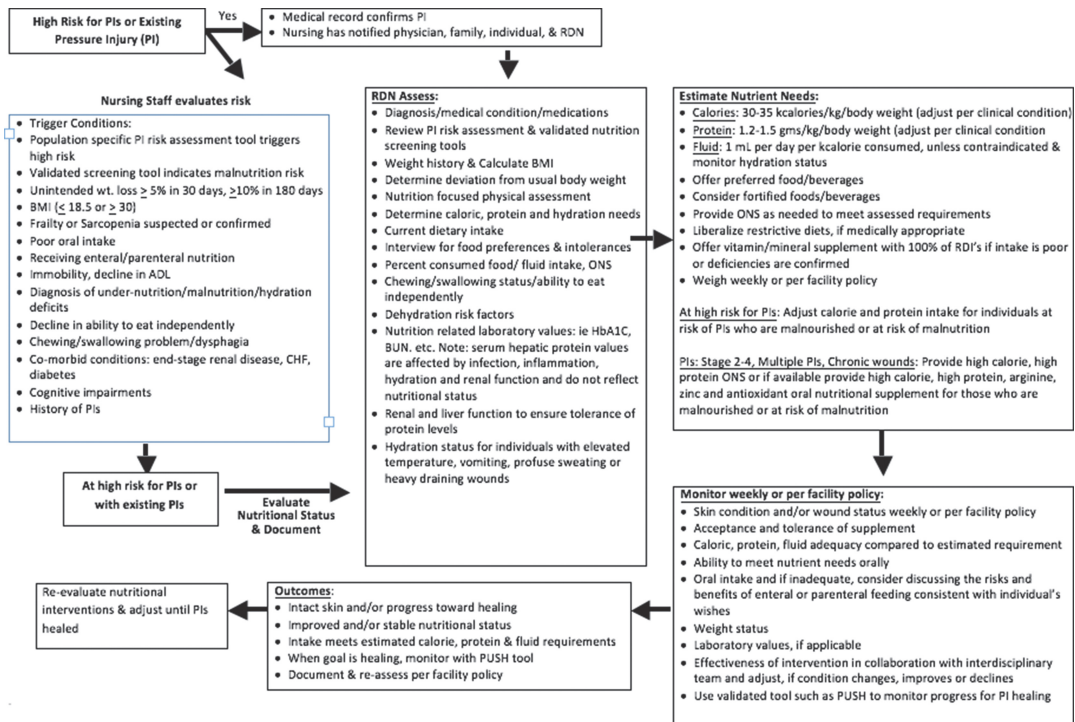 High Risk for PIs or Existing
Pressure Injury (PI)
Yes
• Medical record confirms PI
• Nursing has notified physician, family, individual, & RDN
Nursing Staff evaluates risk
• Trigger Conditions:
• Population specific PI risk assessment tool triggers
high risk
• Validated screening tool indicates malnutrition risk
• Unintended wt. loss ≥ 5% in 30 days, ≥10% in 180 days
• BMI (≤ 18.5 or ≥ 30)
• Frailty or Sarcopenia suspected or confirmed
• Poor oral intake
• Receiving enteral/parenteral nutrition
• Immobility, decline in ADL
• Diagnosis of under-nutrition/malnutrition/hydration
deficits
• Decline in ability to eat independently
• Chewing/swallowing problem/dysphagia
• Co-morbid conditions: end-stage renal disease, CHF,
diabetes
• Cognitive impairments
• History of PIs
At high risk for PIs or
with existing PIs
Evaluate
Nutritional Status
& Document
RDN Assess:
• Diagnosis/medical condition/medications
• Review PI risk assessment & validated nutrition
screening tools
• Weight history & Calculate BMI
• Determine deviation from usual body weight
• Nutrition focused physical assessment
• Determine caloric, protein and hydration needs
• Current dietary intake
• Interview for food preferences & intolerances
• Percent consumed food/ fluid intake, ONS
• Chewing/swallowing status/ability to eat
independently
• Dehydration risk factors
• Nutrition related laboratory values: ie HbA1C,
BUN. etc. Note: serum hepatic protein values
are affected by infection, inflammation,
hydration and renal function and do not reflect
nutritional status
• Renal and liver function to ensure tolerance of
protein levels
• Hydration status for individuals with elevated
temperature, vomiting, profuse sweating or
heavy draining wounds
Estimate Nutrient Needs:
• Calories: 30-35 kcalories/kg/body weight (adjust per clinical condition)
• Protein: 1.2-1.5 gms/kg/body weight (adjust per clinical condition
• Fluid: 1 mL per day per kcalorie consumed, unless contraindicated &
monitor hydration status
• Offer preferred food/beverages
• Consider fortified foods/beverages
• Provide ONS as needed to meet assessed requirements
• Liberalize restrictive diets, if medically appropriate
• Offer vitamin/mineral supplement with 100% of RDI's if intake is poor
or deficiencies are confirmed
• Weigh weekly or per facility policy
At high risk for PIs: Adjust calorie and protein intake for individuals at
risk of PIs who are malnourished or at risk of malnutrition
PIs: Stage 2-4, Multiple PIs, Chronic wounds: Provide high calorie, high
protein ONS or if available provide high calorie, high protein, arginine,
zinc and antioxidant oral nutritional supplement for those who are
malnourished or at risk of malnutrition
Monitor weekly or per facility policy:
• Skin condition and/or wound status weekly or per facility policy
• Acceptance and tolerance of supplement
• Caloric, protein, fluid adequacy compared to estimated requirement
• Ability to meet nutrient needs orally
• Oral intake and if inadequate, consider discussing the risks and
benefits of enteral or parenteral feeding consistent with individual's
wishes
• Weight status
• Laboratory values, if applicable
• Effectiveness of intervention in collaboration with interdisciplinary
team and adjust, if condition changes, improves or declines
• Use validated tool such as PUSH to monitor progress for PI healing
Outcomes:
• Intact skin and/or progress toward healing
• Improved and/or stable nutritional status
• Intake meets estimated calorie, protein & fluid requirements
• When goal is healing, monitor with PUSH tool
• Document & re-assess per facility policy
Re-evaluate nutritional
interventions & adjust until PIs
healed